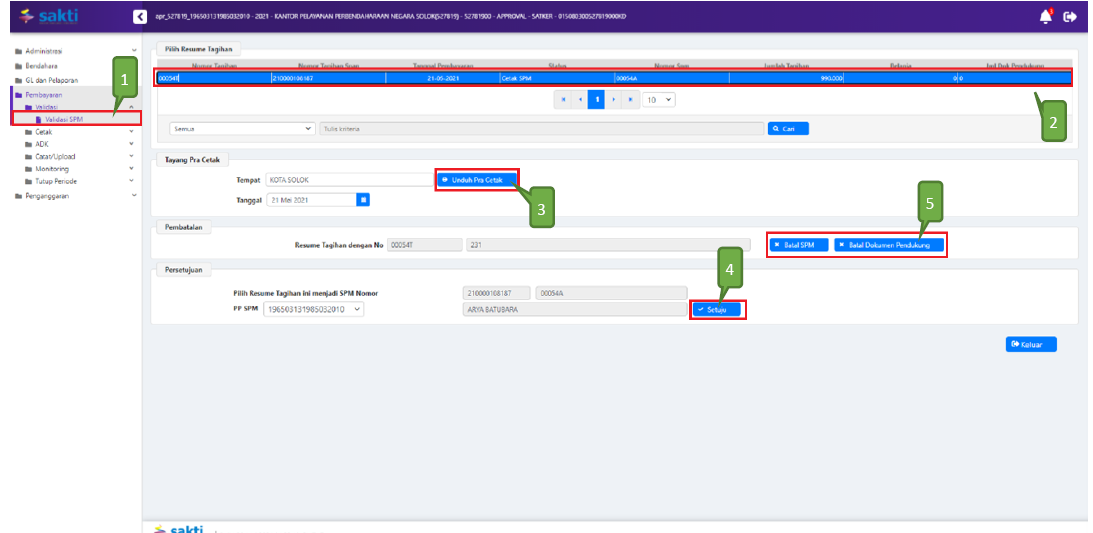 sakti
apr_527819_196503131985032010 - 2021 - KANTOR PELAYANAN PERBENDAHARAAN NEGARA SOLOK(527819) - 52781900 - APPROVAL - SATKER - 015080300527819000KD
Administrasi
Bendahara
GL dan Pelaporan
Pembayaran
Validasi
Validasi SPM
Cetak
ADK
Catat/Upload
Monitoring
Tutup Periode
Penganggaran
1
Pilih Resume Tagihan
Nomor Tagihan Nomor Tagihan Span Tanggal Pembayaran Status Nomor Spm Jumlah Tagihan Belanja Jml Dok Pendukung
00054T 210000108187 21-05-2021 Cetak SPM 00054A 990.000 0 0
1 10
2
Semua Tulis kriteria Cari
Tayang Pra Cetak
Tempat KOTA SOLOK Unduh Pra Cetak
Tanggal 21 Mei 2021
3
5
Pembatalan
Resume Tagihan dengan No 00054T 231 Batal SPM Batal Dokumen Pendukung
4
Persetujuan
Pilih Resume Tagihan ini menjadi SPM Nomor 210000108187 00054A
PP SPM 196503131985032010 ARYA BATUBARA Setuju
Keluar
sakti